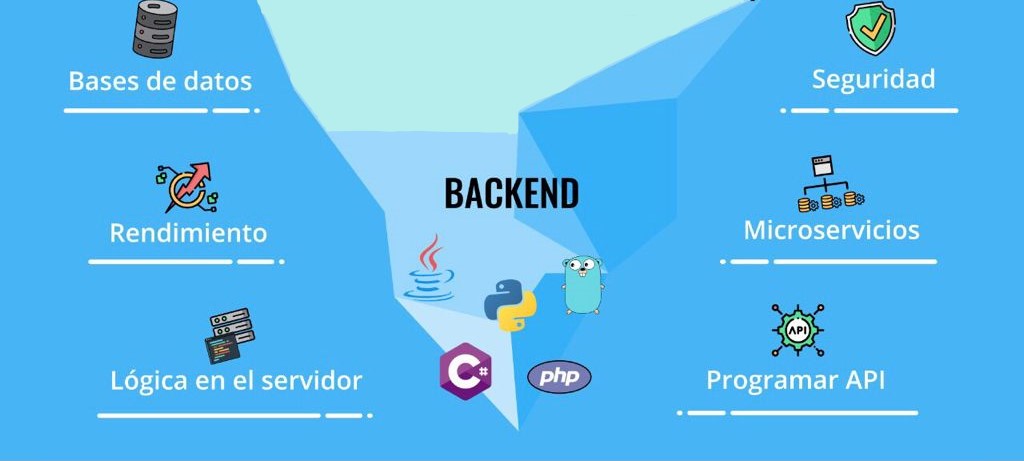 Bases de datos
Seguridad
BACKEND
Rendimiento
Microservicios
API
C#
php
Lógica en el servidor
Programar API